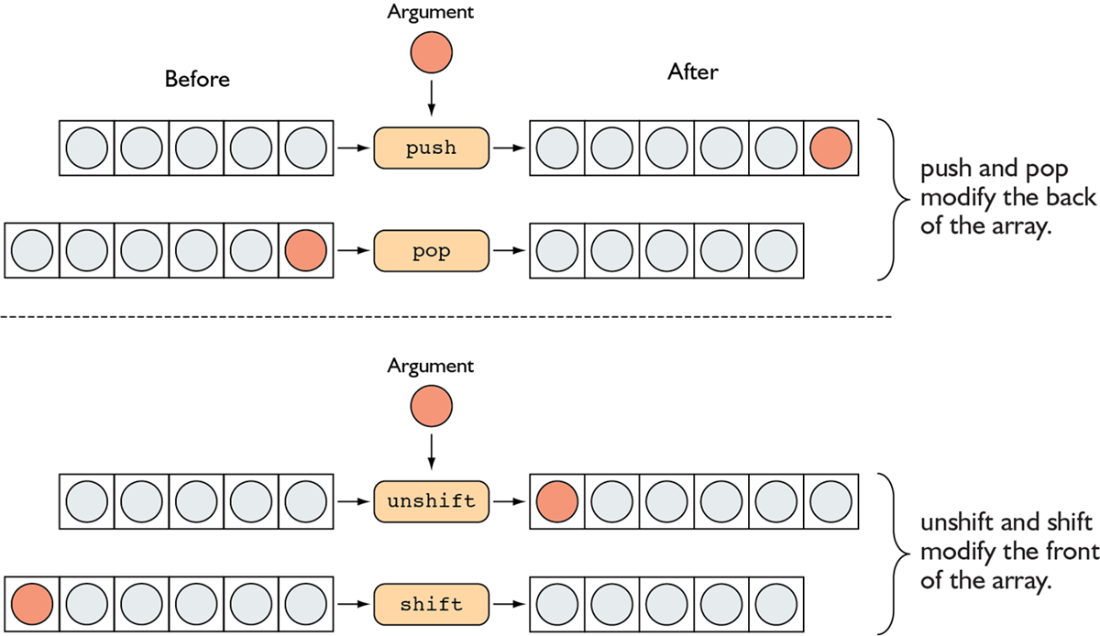 Argument
Before
After
push
push and pop
modify the back
of the array.
pop
Argument
unshift
unshift and shift
modify the front
of the array.
shift